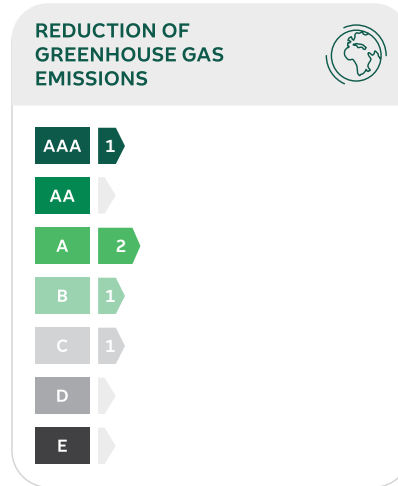 REDUCTION OF
GREENHOUSE GAS
EMISSIONS
AAA 1
AA
A 2
B 1
C 1
D
E